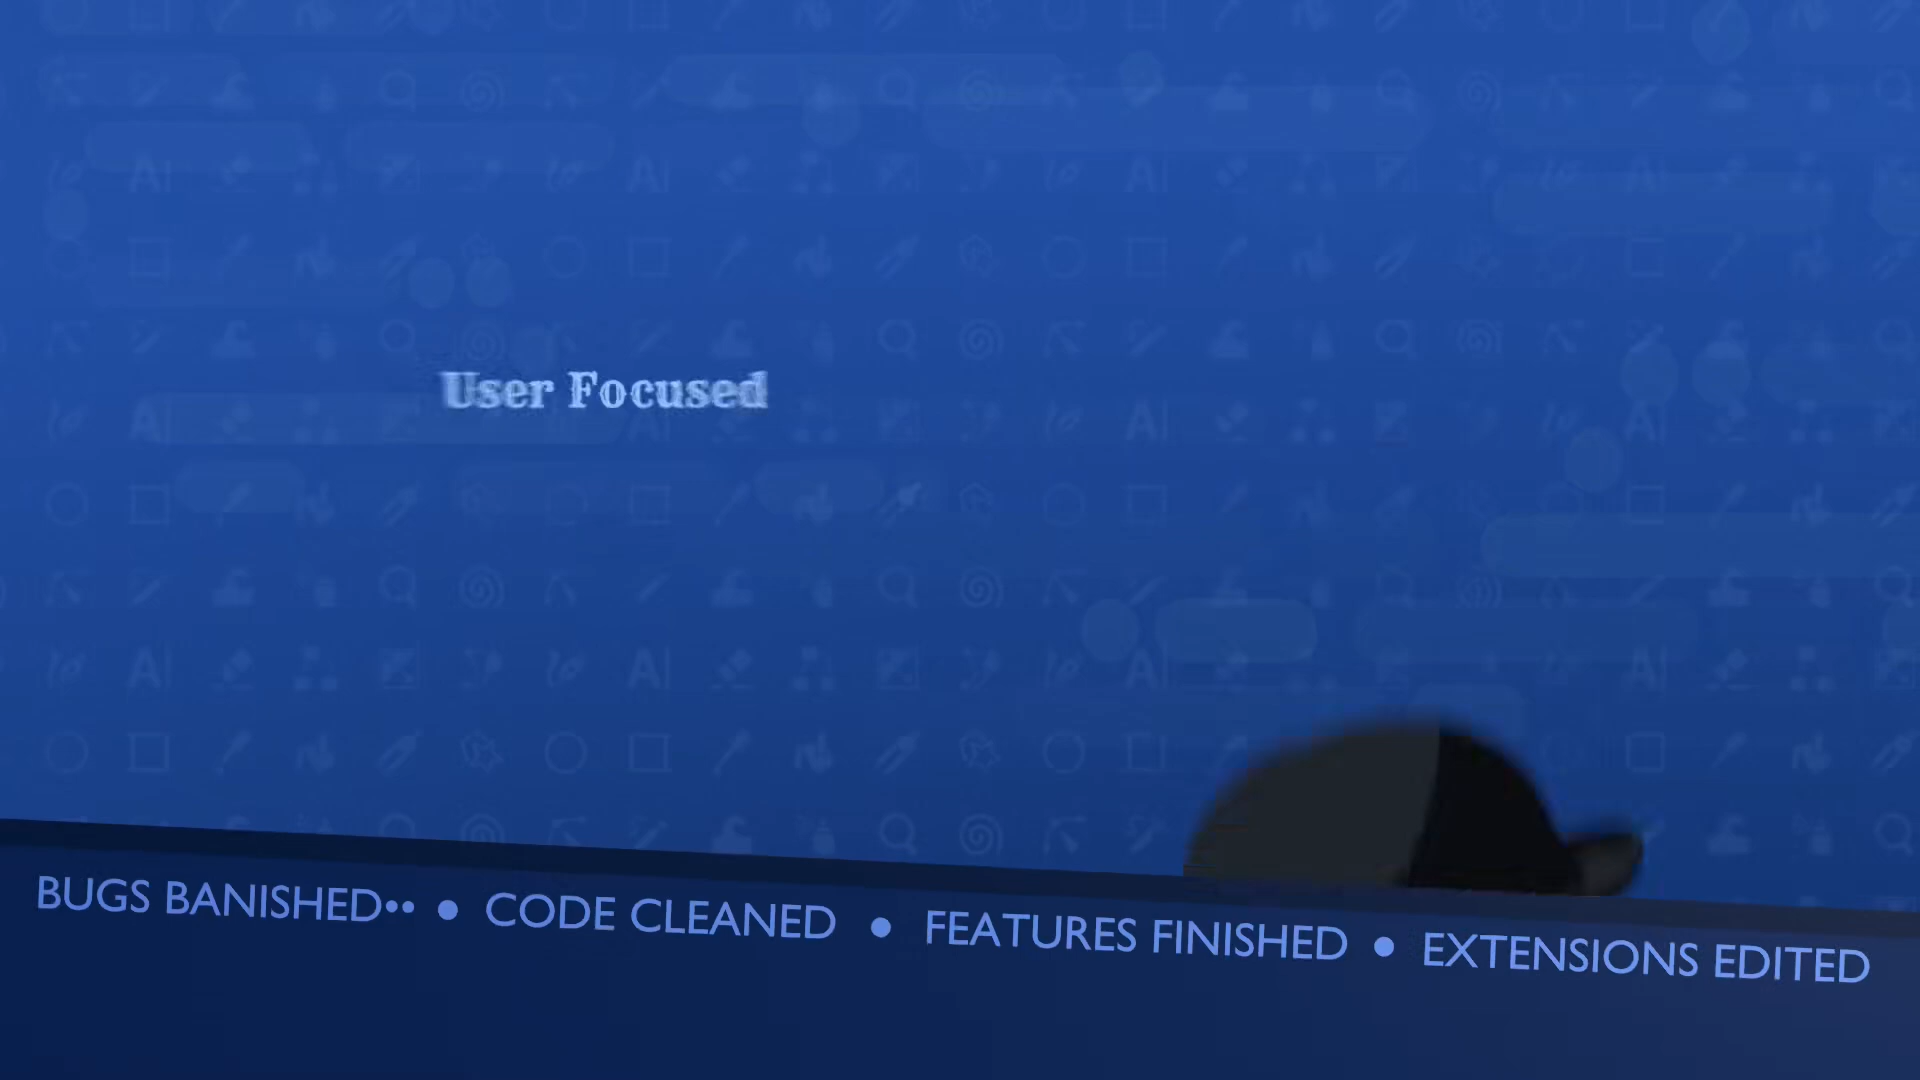 User Focused
BUGS BANISHED•• • CODE CLEANED • FEATURES FINISHED • EXTENSIONS EDITED